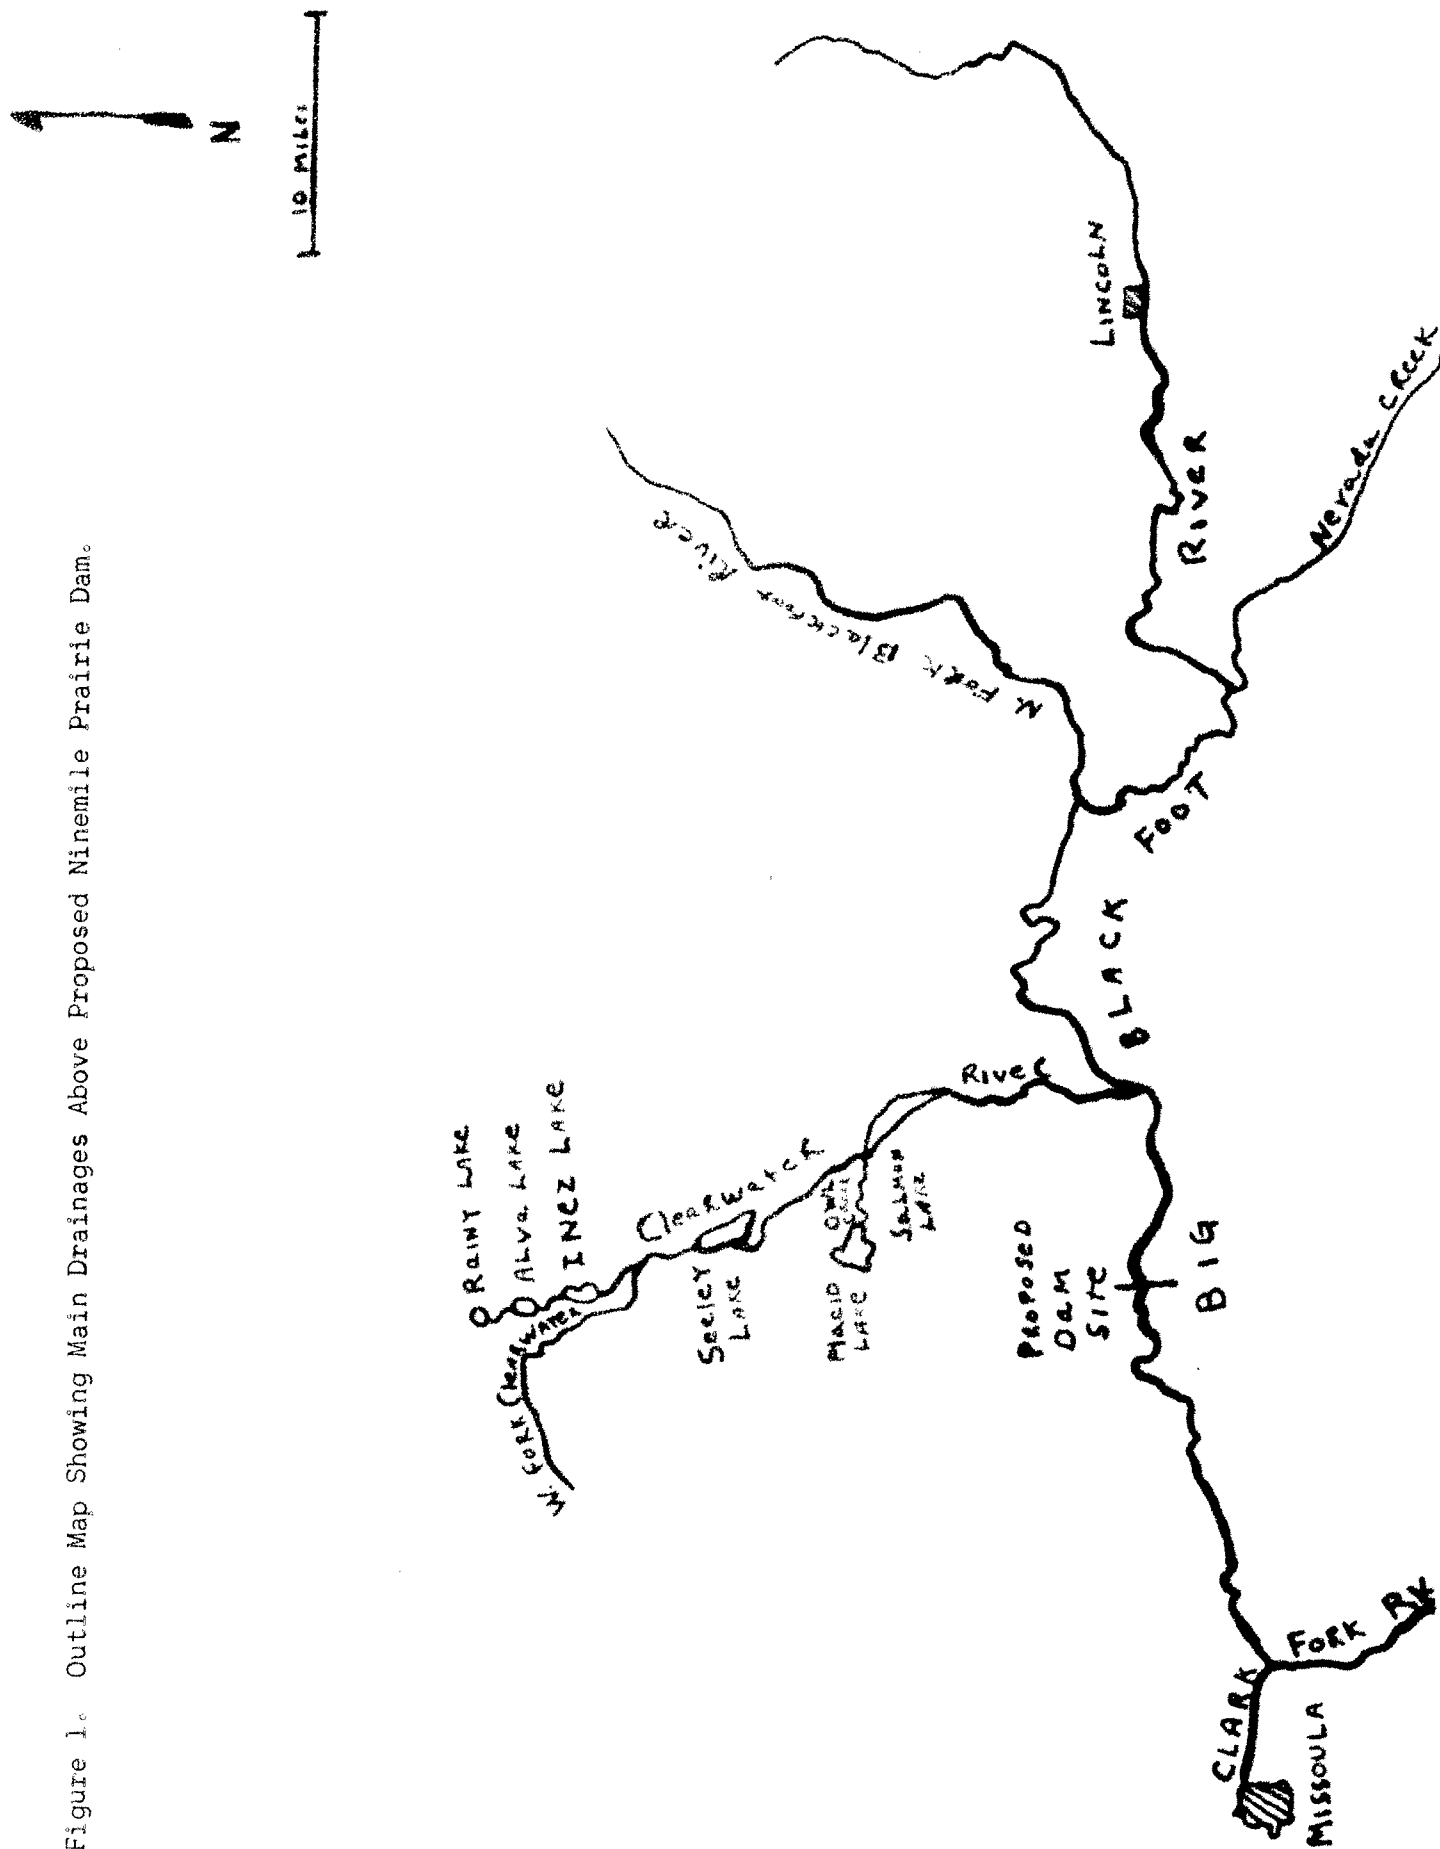 Figure 1. Outline Map Showing Main Drainages Above Proposed Ninemile Prairie Dam.
N
10 MILES
RAINY LAKE
ALVA LAKE
INEZ LAKE
W. FORK Clearwater
Clearwater
River
SEELEY
LAKE
PLACID
LAKE
OWL
SALMON
LAKE
N FORK Blackfoot River
LINCOLN
Nevada Creek
BIG
BLACK
FOOT
RIVER
PROPOSED
DAM
SITE
CLARK
FORK RV
MISSOULA